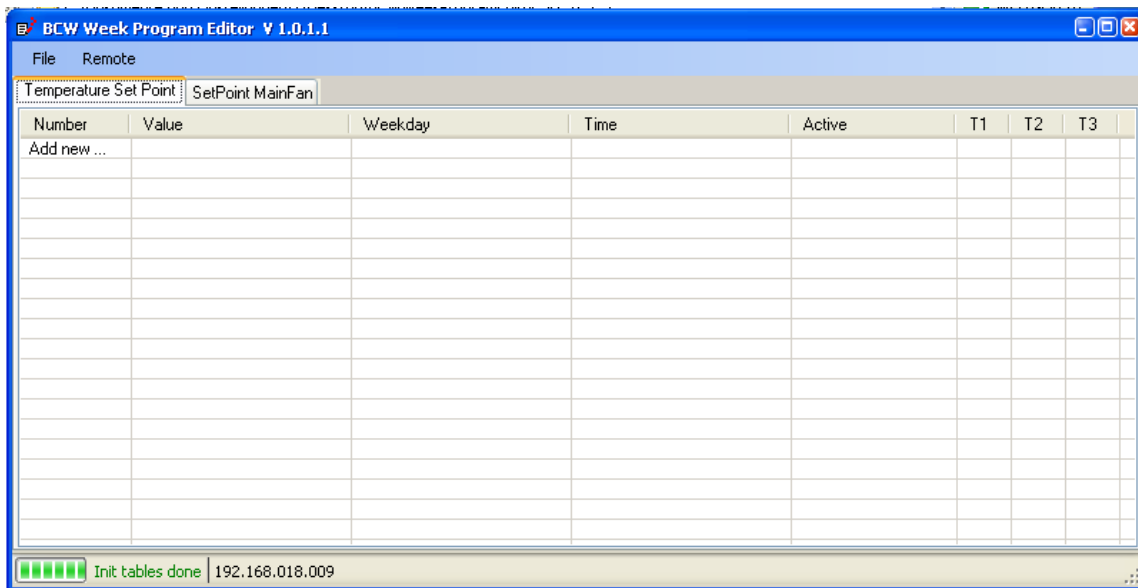 BCW Week Program Editor V 1.0.1.1
File Remote
Temperature Set Point SetPoint MainFan
Number Value Weekday Time Active T1 T2 T3
Add new ...
Init tables done 192.168.018.009